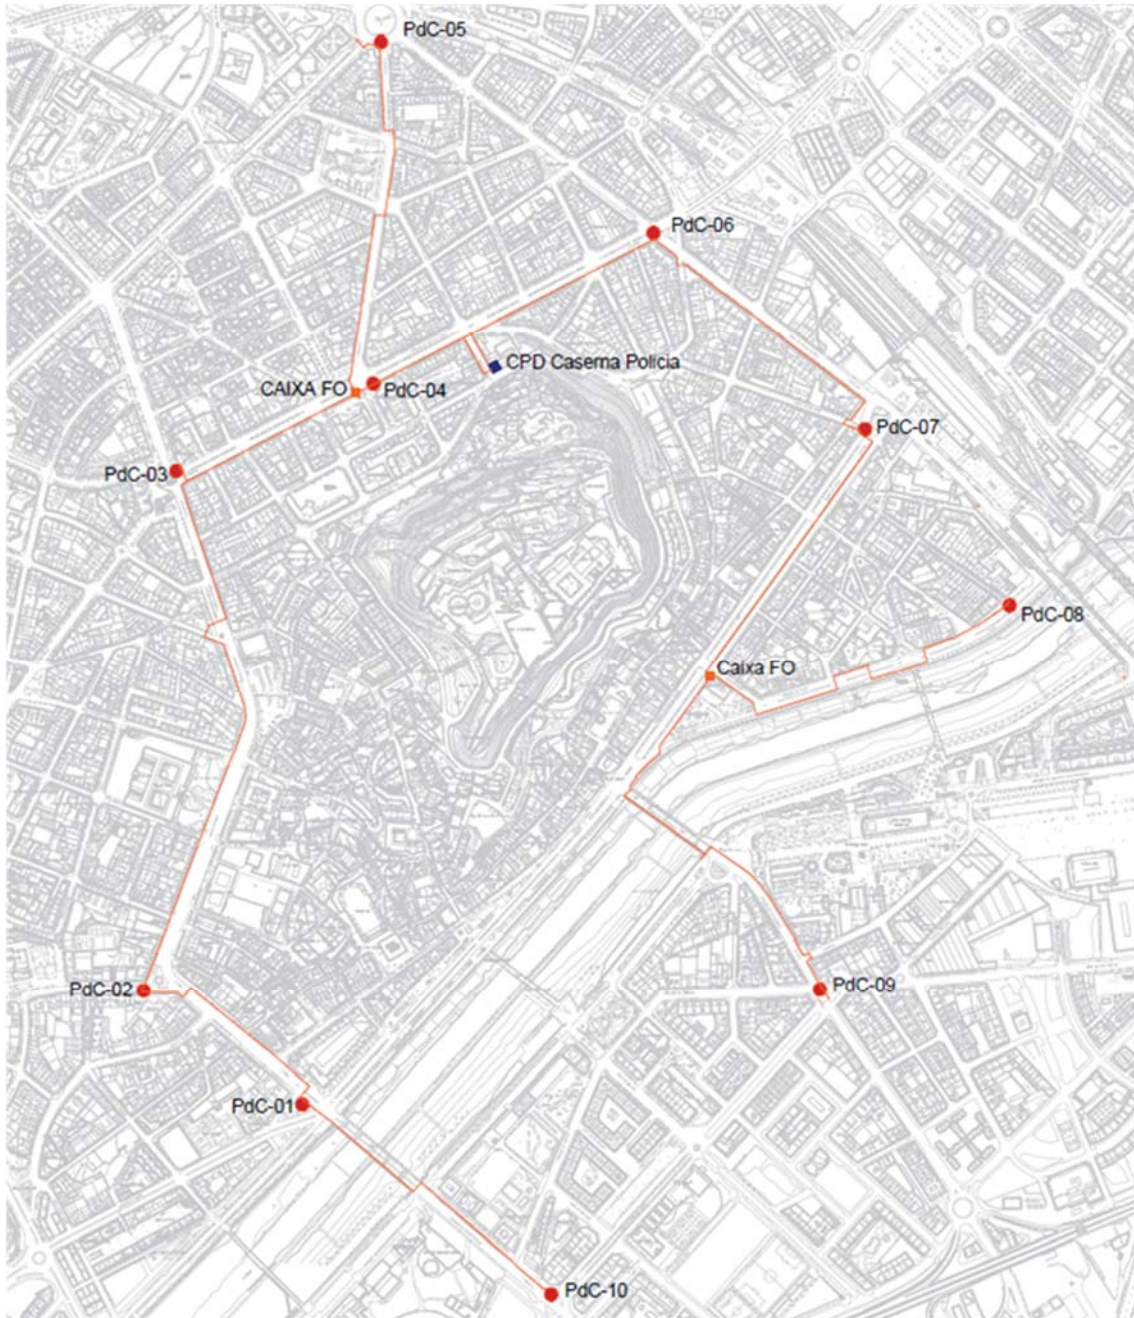 PdC-05
PdC-06
CPD Caserna Policia
CAIXA FO
PdC-04
PdC-07
PdC-03
PdC-08
Caixa FO
PdC-02
PdC-09
PdC-01
PdC-10